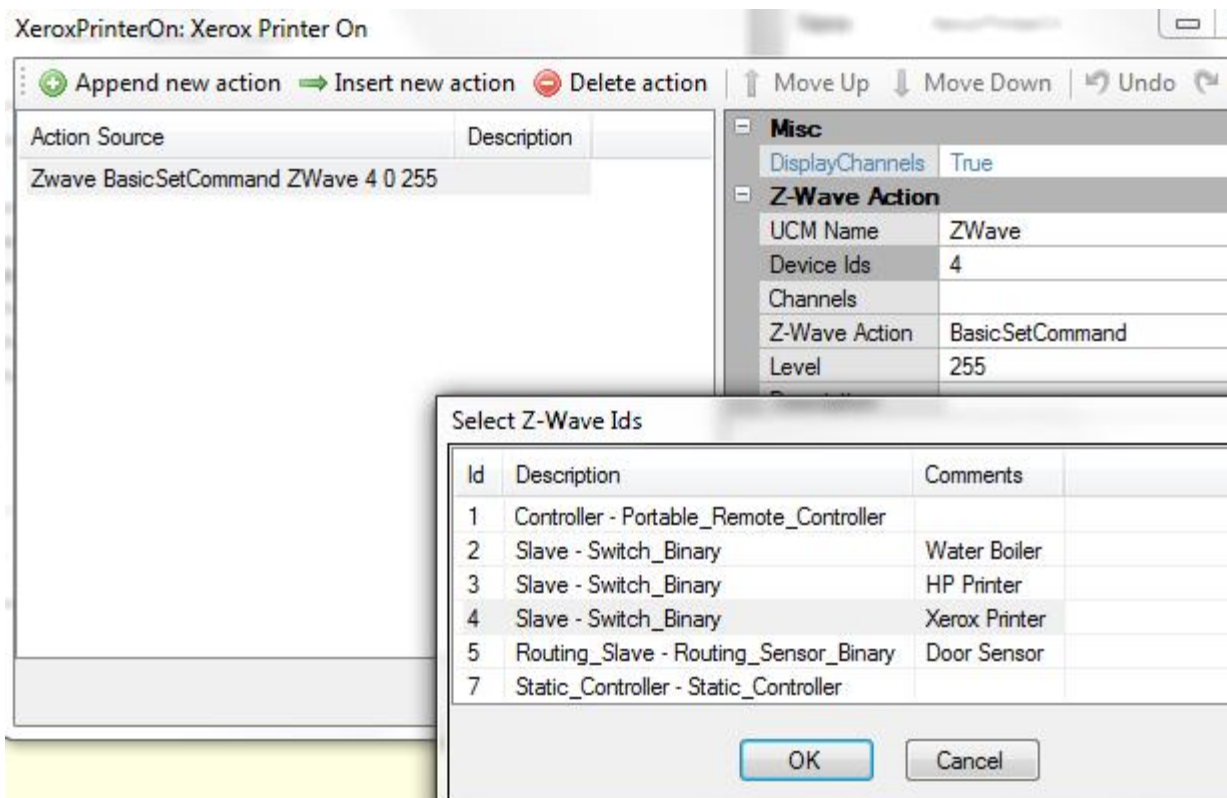 XeroxPrinterOn: Xerox Printer On
Append new action Insert new action Delete action Move Up Move Down Undo
Action Source Description
Zwave BasicSetCommand ZWave 4 0 255
Misc
DisplayChannels True
Z-Wave Action
UCM Name ZWave
Device Ids 4
Channels
Z-Wave Action BasicSetCommand
Level 255
Select Z-Wave Ids
Id Description Comments
1 Controller - Portable_Remote_Controller
2 Slave - Switch_Binary Water Boiler
3 Slave - Switch_Binary HP Printer
4 Slave - Switch_Binary Xerox Printer
5 Routing_Slave - Routing_Sensor_Binary Door Sensor
7 Static_Controller - Static_Controller
OK Cancel